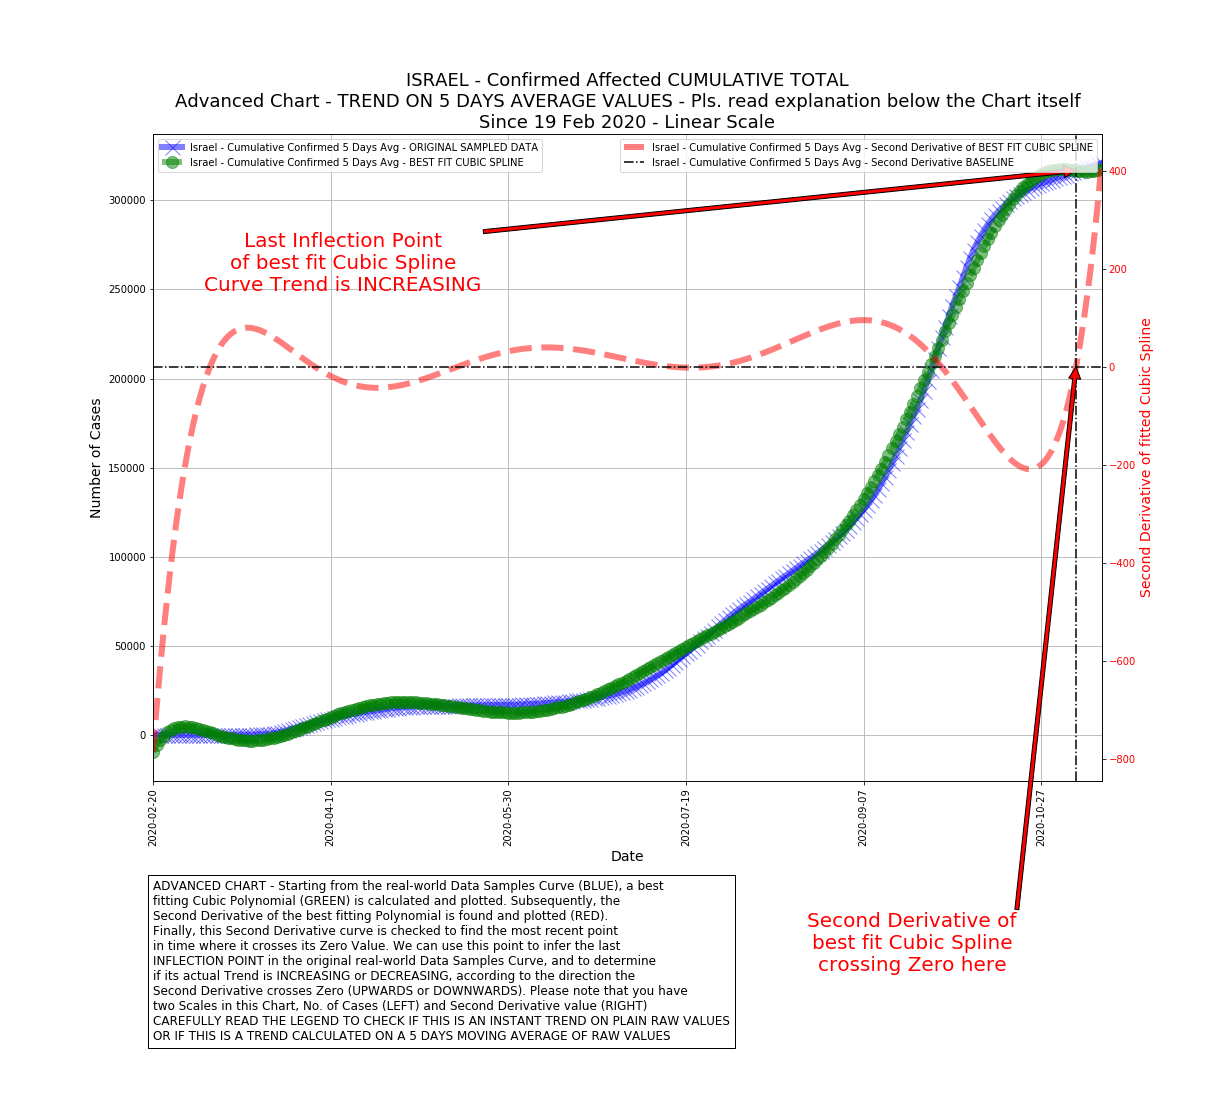 ISRAEL - Confirmed Affected CUMULATIVE TOTAL
Advanced Chart - TREND ON 5 DAYS AVERAGE VALUES - Pls. read explanation below the Chart itself
Since 19 Feb 2020 - Linear Scale
Israel - Cumulative Confirmed 5 Days Avg - ORIGINAL SAMPLED DATA
Israel - Cumulative Confirmed 5 Days Avg - BEST FIT CUBIC SPLINE
Israel - Cumulative Confirmed 5 Days Avg - Second Derivative of BEST FIT CUBIC SPLINE
Israel - Cumulative Confirmed 5 Days Avg - Second Derivative BASELINE
Last Inflection Point
of best fit Cubic Spline
Curve Trend is INCREASING
Number of Cases
300000
250000
200000
150000
100000
50000
0
400
200
0
−200
−400
−600
−800
Second Derivative of fitted Cubic Spline
2020-02-20
2020-04-10
2020-05-30
2020-07-19
2020-09-07
2020-10-27
Date
ADVANCED CHART - Starting from the real-world Data Samples Curve (BLUE), a best
fitting Cubic Polynomial (GREEN) is calculated and plotted. Subsequently, the
Second Derivative of the best fitting Polynomial is found and plotted (RED).
Finally, this Second Derivative curve is checked to find the most recent point
in time where it crosses its Zero Value. We can use this point to infer the last
INFLECTION POINT in the original real-world Data Samples Curve, and to determine
if its actual Trend is INCREASING or DECREASING, according to the direction the
Second Derivative crosses Zero (UPWARDS or DOWNWARDS). Please note that you have
two Scales in this Chart, No. of Cases (LEFT) and Second Derivative value (RIGHT)
CAREFULLY READ THE LEGEND TO CHECK IF THIS IS AN INSTANT TREND ON PLAIN RAW VALUES
OR IF THIS IS A TREND CALCULATED ON A 5 DAYS MOVING AVERAGE OF RAW VALUES
Second Derivative of
best fit Cubic Spline
crossing Zero here